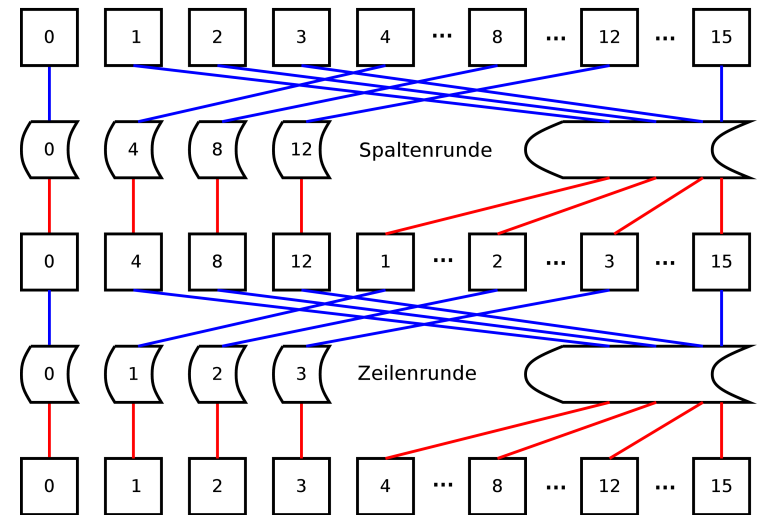 0 1 2 3 4 ... 8 ... 12 ... 15
0 4 8 12 Spaltenrunde
0 4 8 12 1 ... 2 ... 3 ... 15
0 1 2 3 Zeilenrunde
0 1 2 3 4 ... 8 ... 12 ... 15